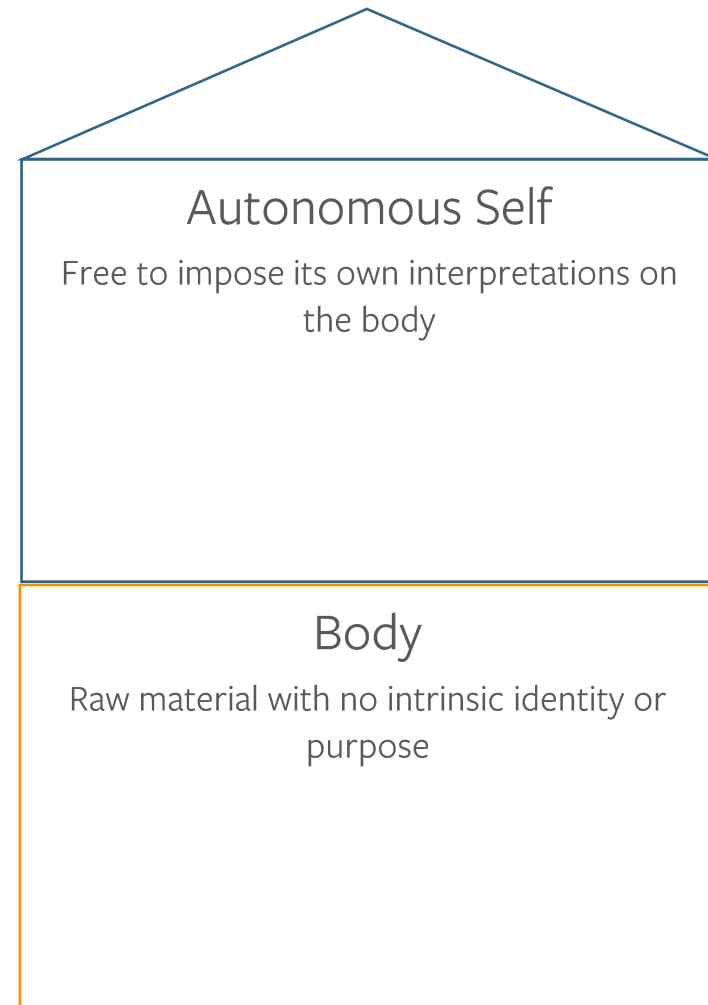 Autonomous Self
Free to impose its own interpretations on
the body
Body
Raw material with no intrinsic identity or
purpose